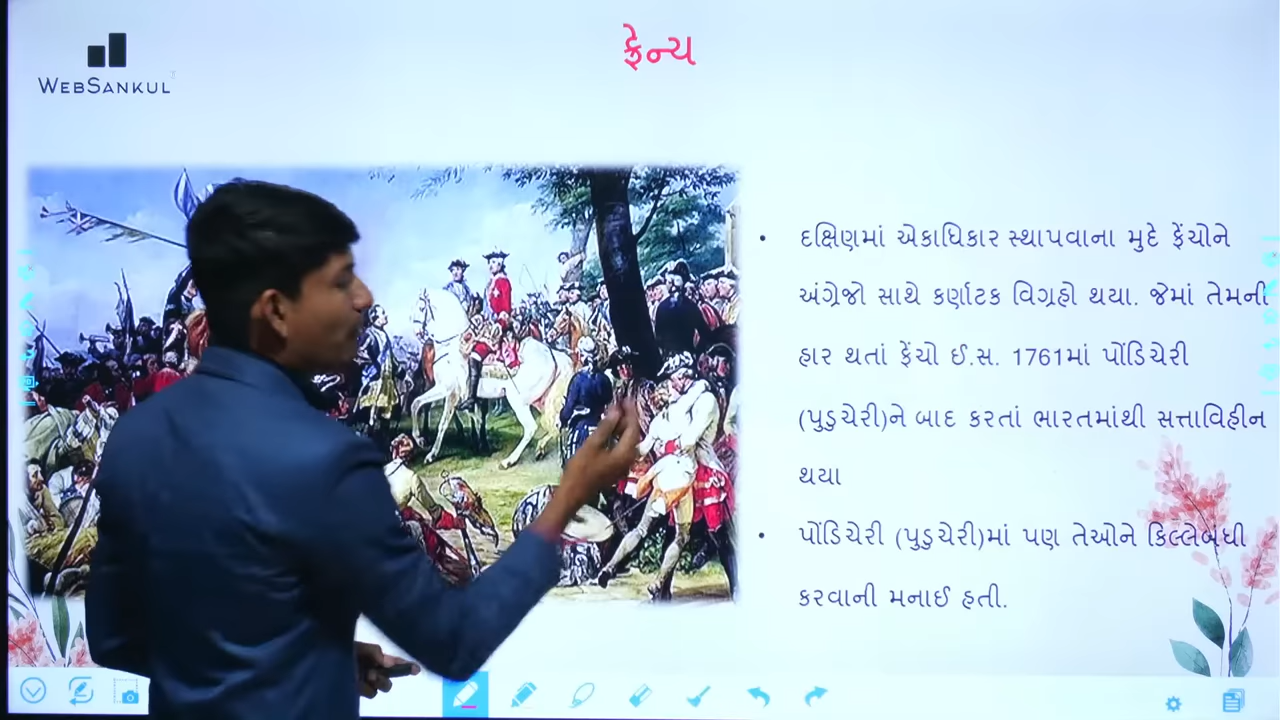 WEBSANKUL
ફ્રેન્ચ
• દક્ષિણમાં એકાધિકાર સ્થાપવાના મુદે ફ્રેંચોને
અંગ્રેજો સાથે કર્ણાટક વિગ્રહો થયા. જેમાં તેમની
હાર થતાં ફ્રેંચો ઈ.સ. 1761માં પોંડિચેરી
(પુડુચેરી)ને બાદ કરતાં ભારતમાંથી સત્તાવિહીન
થયા
• પોંડિચેરી (પુડુચેરી)માં પણ તેઓને કિલ્લેબંધી
કરવાની મનાઈ હતી.